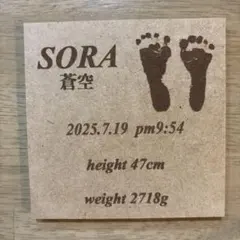 SORA
蒼空
2025.7.19 pm9:54
height 47cm
weight 2718g